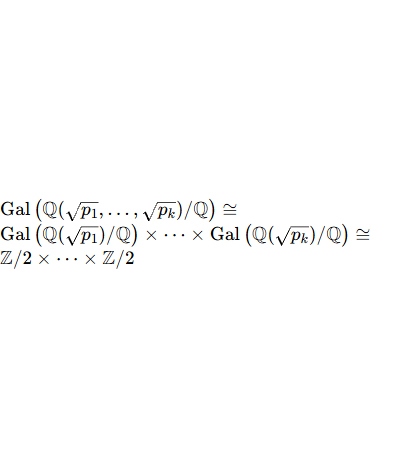 Gal (ℚ(√p₁, …, √pₖ)/ℚ) ≅
Gal (ℚ(√p₁)/ℚ) × ⋯ × Gal (ℚ(√pₖ)/ℚ) ≅
ℤ/2 × ⋯ × ℤ/2